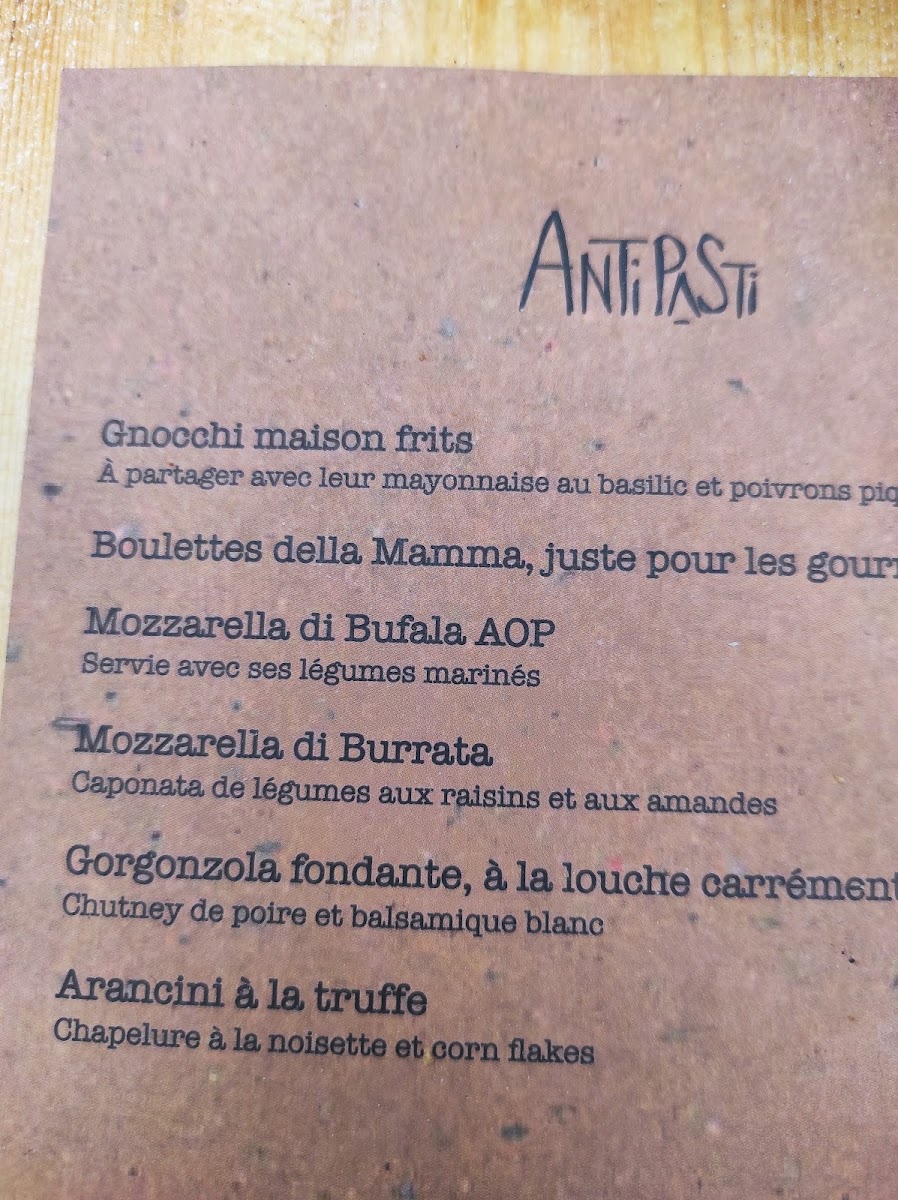 ANTiPASTi
Gnocchi maison frits
À partager avec leur mayonnaise au basilic et poivrons
Boulettes della Mamma, juste pour les
Mozzarella di Bufala AOP
Servie avec ses légumes marinés
Mozzarella di Burrata
Caponata de légumes aux raisins et aux amandes
Gorgonzola fondante, à la louche carrément
Chutney de poire et balsamique blanc
Arancini à la truffe
Chapelure à la noisette et corn flakes